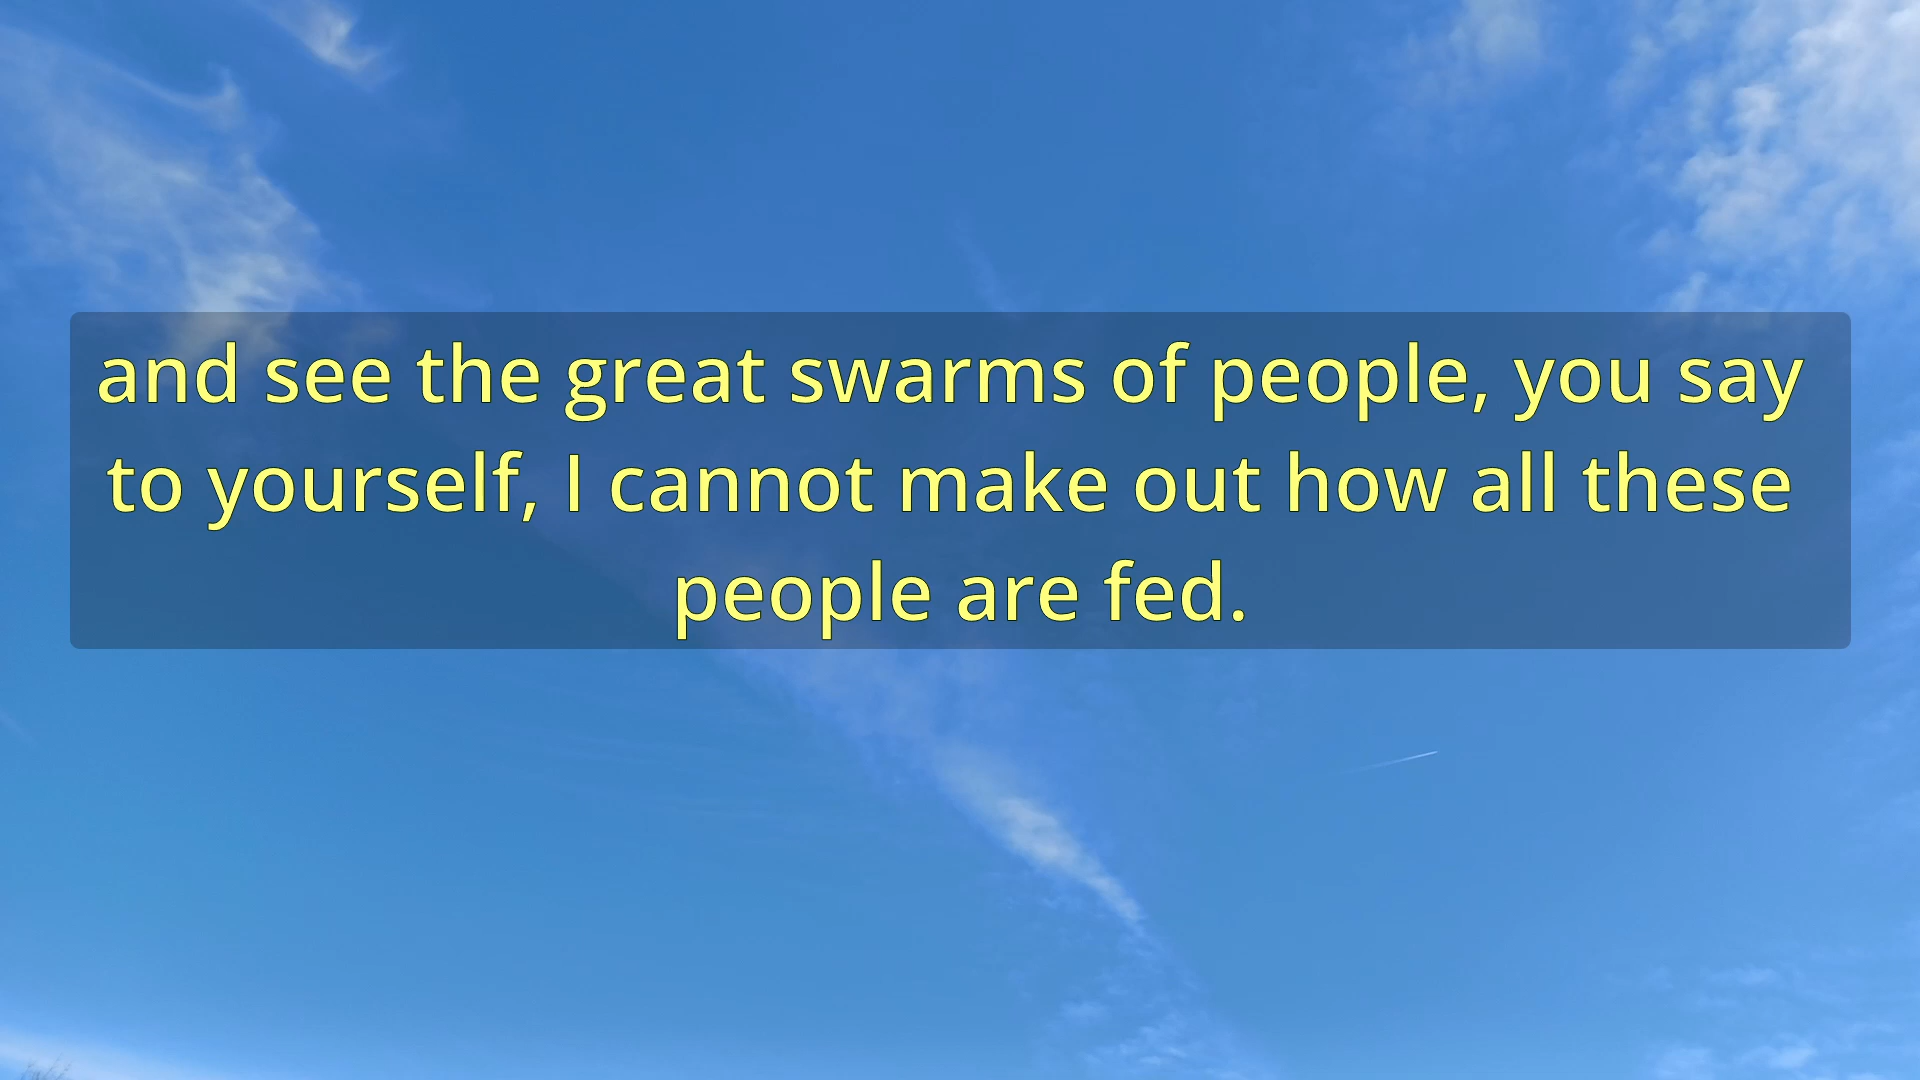 and see the great swarms of people, you say
to yourself, I cannot make out how all these
people are fed.